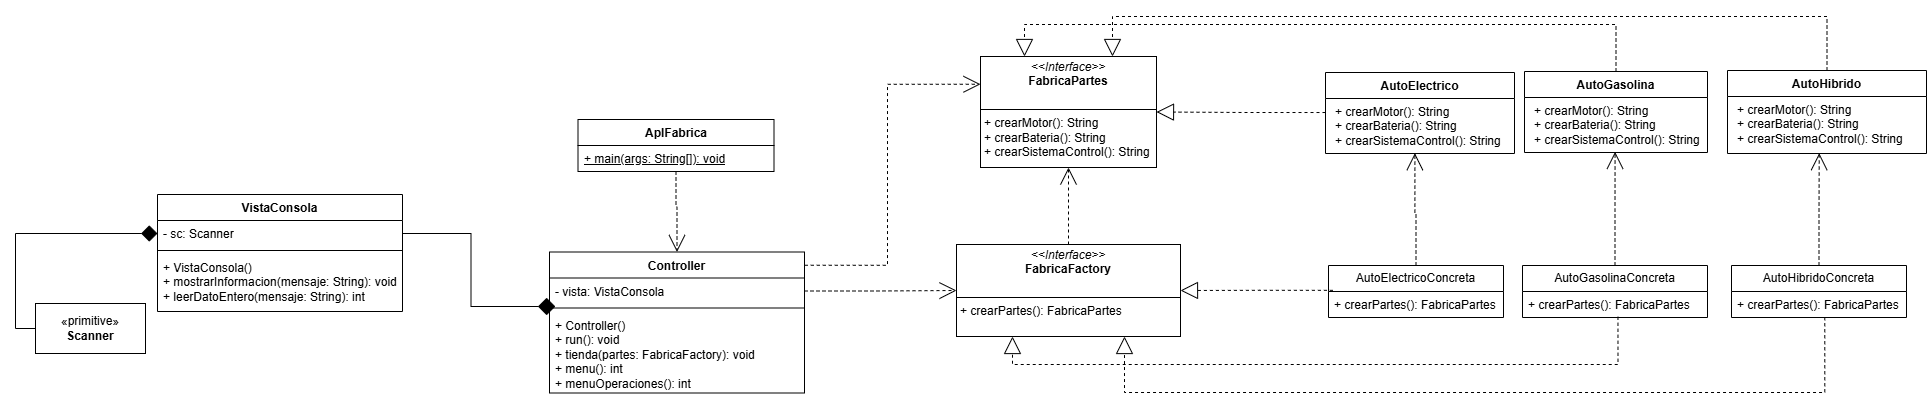 <<Interface>>
FabricaPartes
+ crearMotor(): String
+ crearBateria(): String
+ crearSistemaControl(): String
AutoElectrico
+ crearMotor(): String
+ crearBateria(): String
+ crearSistemaControl(): String
AutoGasolina
+ crearMotor(): String
+ crearBateria(): String
+ crearSistemaControl(): String
AutoHibrido
+ crearMotor(): String
+ crearBateria(): String
+ crearSistemaControl(): String
AplFabrica
+ main(args: String[]): void
VistaConsola
- sc: Scanner
+ VistaConsola()
+ mostrarInformacion(mensaje: String): void
+ leerDatoEntero(mensaje: String): int
«primitive»
Scanner
Controller
- vista: VistaConsola
+ Controller()
+ run(): void
+ tienda(partes: FabricaFactory): void
+ menu(): int
+ menuOperaciones(): int
<<Interface>>
FabricaFactory
+ crearPartes(): FabricaPartes
AutoElectricoConcreta
+ crearPartes(): FabricaPartes
AutoGasolinaConcreta
+ crearPartes(): FabricaPartes
AutoHibridoConcreta
+ crearPartes(): FabricaPartes